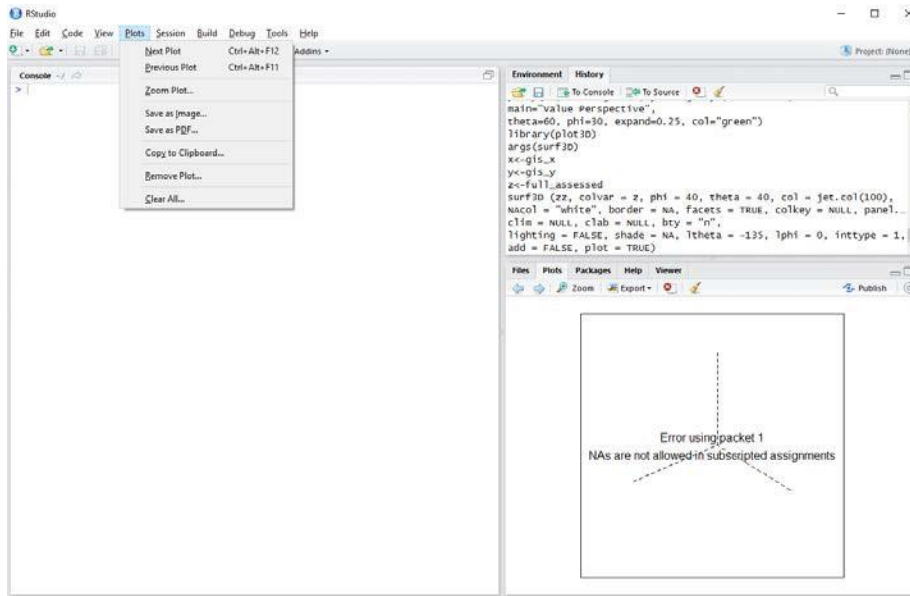 RStudio
File Edit Code View Plots Session Build Debug Tools Help
Addins
Project: (None)
Next Plot Ctrl+Alt+F12
Previous Plot Ctrl+Alt+F11
Zoom Plot...
Save as Image...
Save as PDF...
Copy to Clipboard...
Remove Plot...
Clear All...
Console ~/
>
Environment History
To Console To Source
main="Value Perspective",
theta=60, phi=30, expand=0.25, col="green")
library(plot3D)
args(surf3D)
x<-gis_x
y<-gis_y
z<-full_assessed
surf3D (zz, colvar = z, phi = 40, theta = 40, col = jet.col(100),
NAcol = "white", border = NA, facets = TRUE, colkey = NULL, panel...
clim = NULL, clab = NULL, bty = "n",
lighting = FALSE, shade = NA, ltheta = -135, lphi = 0, inttype = 1,
add = FALSE, plot = TRUE)
Files Plots Packages Help Viewer
Zoom Export Publish
Error using packet 1
NAs are not allowed in subscripted assignments